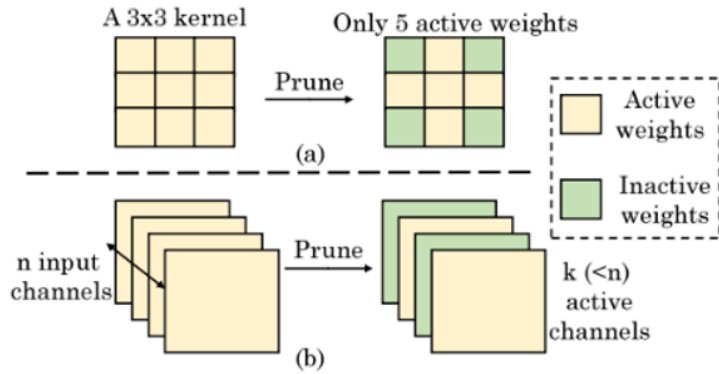 A 3x3 kernel
Only 5 active weights
Prune
(a)
Active
weights
Inactive
weights
n input
channels
Prune
k (<n)
active
channels
(b)